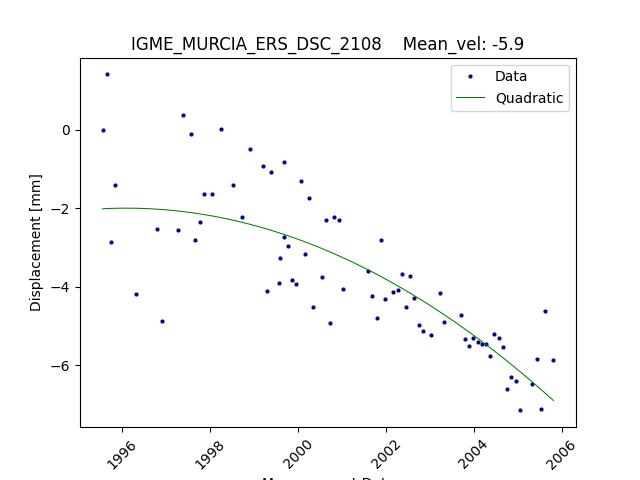 IGME_MURCIA_ERS_DSC_2108    Mean_vel: -5.9
Data
Quadratic
Displacement [mm]
0
−2
−4
−6
1996
1998
2000
2002
2004
2006